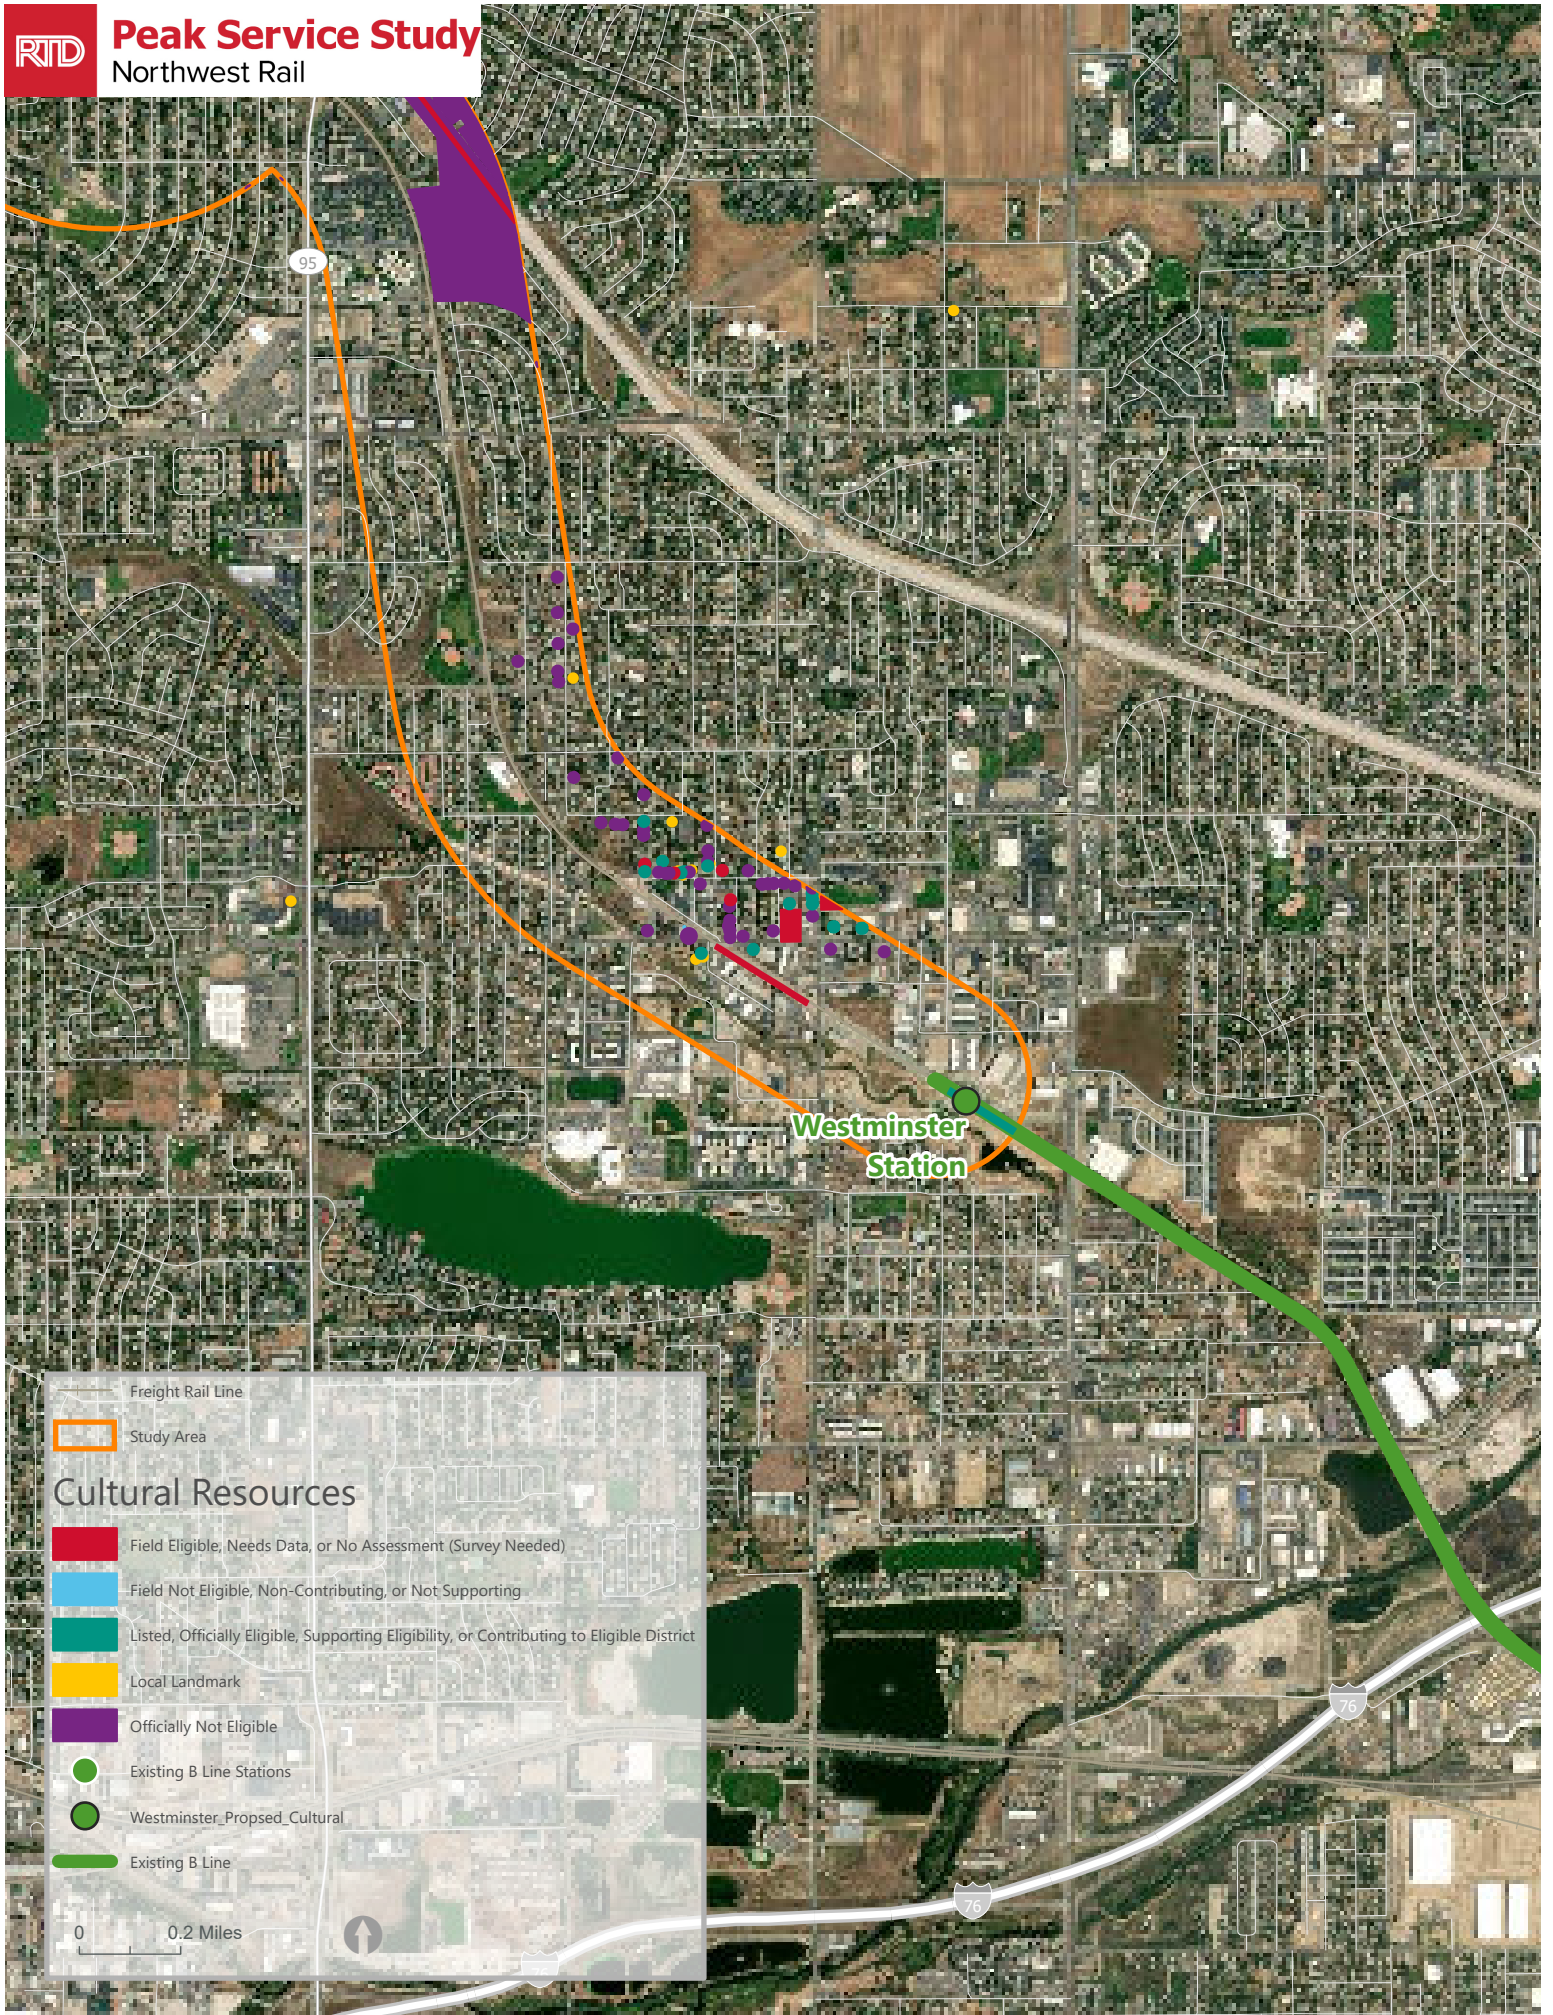 RTD
Peak Service Study
Northwest Rail
95
Westminster
Station
Freight Rail Line
Study Area
Cultural Resources
Field Eligible, Needs Data, or No Assessment (Survey Needed)
Field Not Eligible, Non-Contributing, or Not Supporting
Listed, Officially Eligible, Supporting Eligibility, or Contributing to Eligible District
Local Landmark
Officially Not Eligible
76
Existing B Line Stations
Westminster_Propsed_Cultural
Existing B Line
76
0 0.2 Miles
76